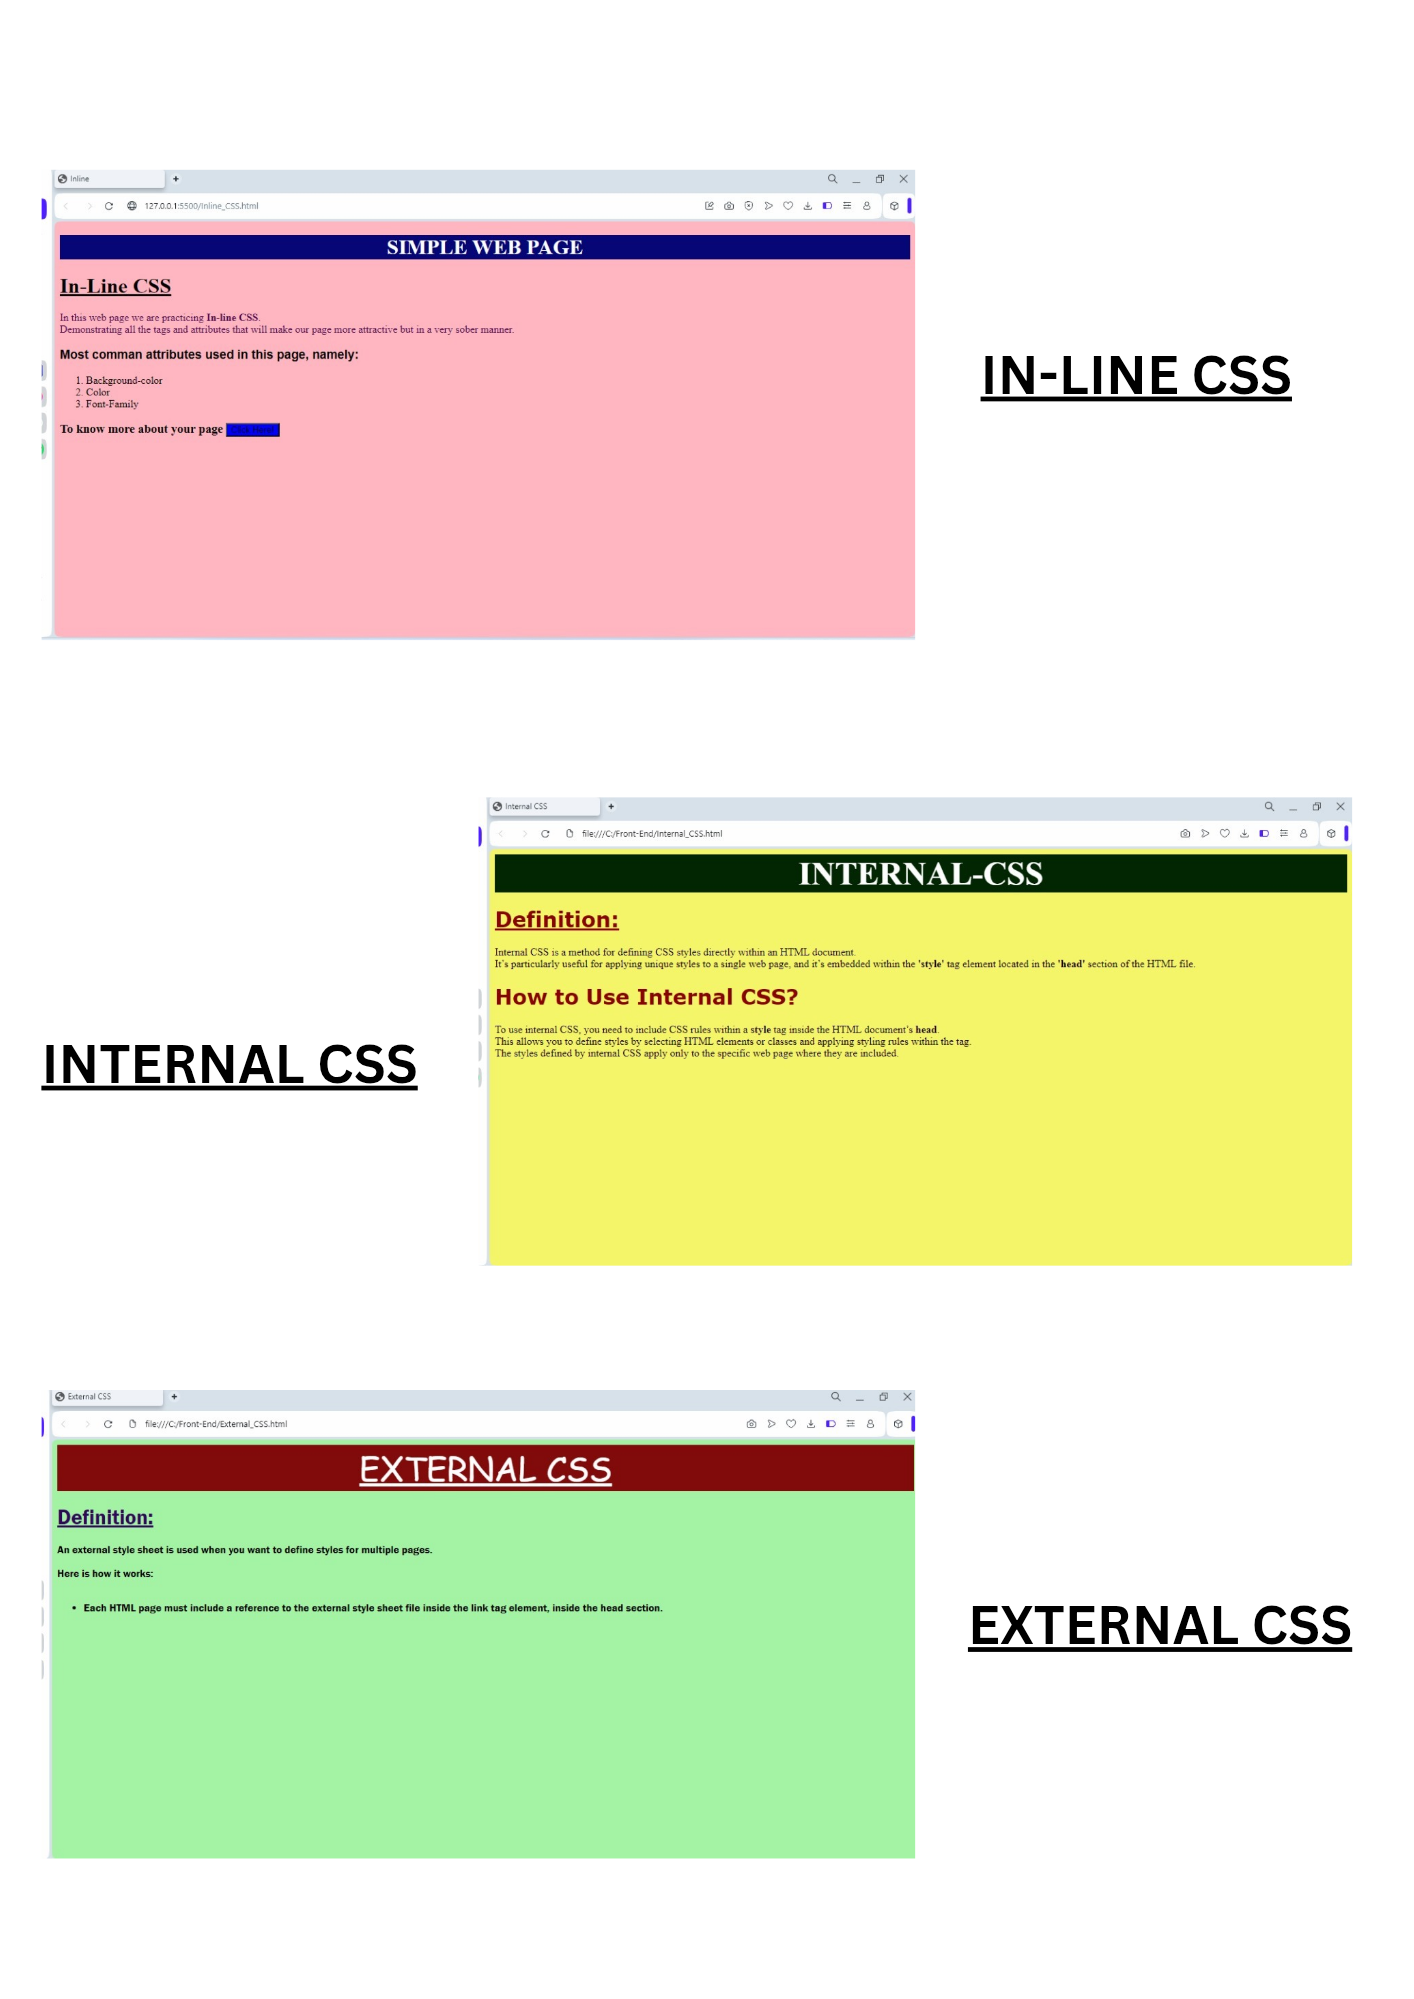 Inline
127.0.0.1:5500/Inline_CSS.html
SIMPLE WEB PAGE
In-Line CSS
In this web page we are practicing In-line CSS.
Demonstrating all the tags and attributes that will make our page more attractive but in a very sober manner.
Most comman attributes used in this page, namely:
1. Background-color
2. Color
3. Font-Family
To know more about your page
IN-LINE CSS
Internal CSS
file:///C:/Front-End/Internal_CSS.html
INTERNAL-CSS
Definition:
Internal CSS is a method for defining CSS styles directly within an HTML document.
It's particularly useful for applying unique styles to a single web page, and it's embedded within the 'style' tag element located in the 'head' section of the HTML file.
How to Use Internal CSS?
To use internal CSS, you need to include CSS rules within a style tag inside the HTML document's head.
This allows you to define styles by selecting HTML elements or classes and applying styling rules within the tag.
The styles defined by internal CSS apply only to the specific web page where they are included.
INTERNAL CSS
External CSS
file:///C:/Front-End/External_CSS.html
EXTERNAL CSS
Definition:
An external style sheet is used when you want to define styles for multiple pages.
Here is how it works:
• Each HTML page must include a reference to the external style sheet file inside the link tag element, inside the head section.
EXTERNAL CSS